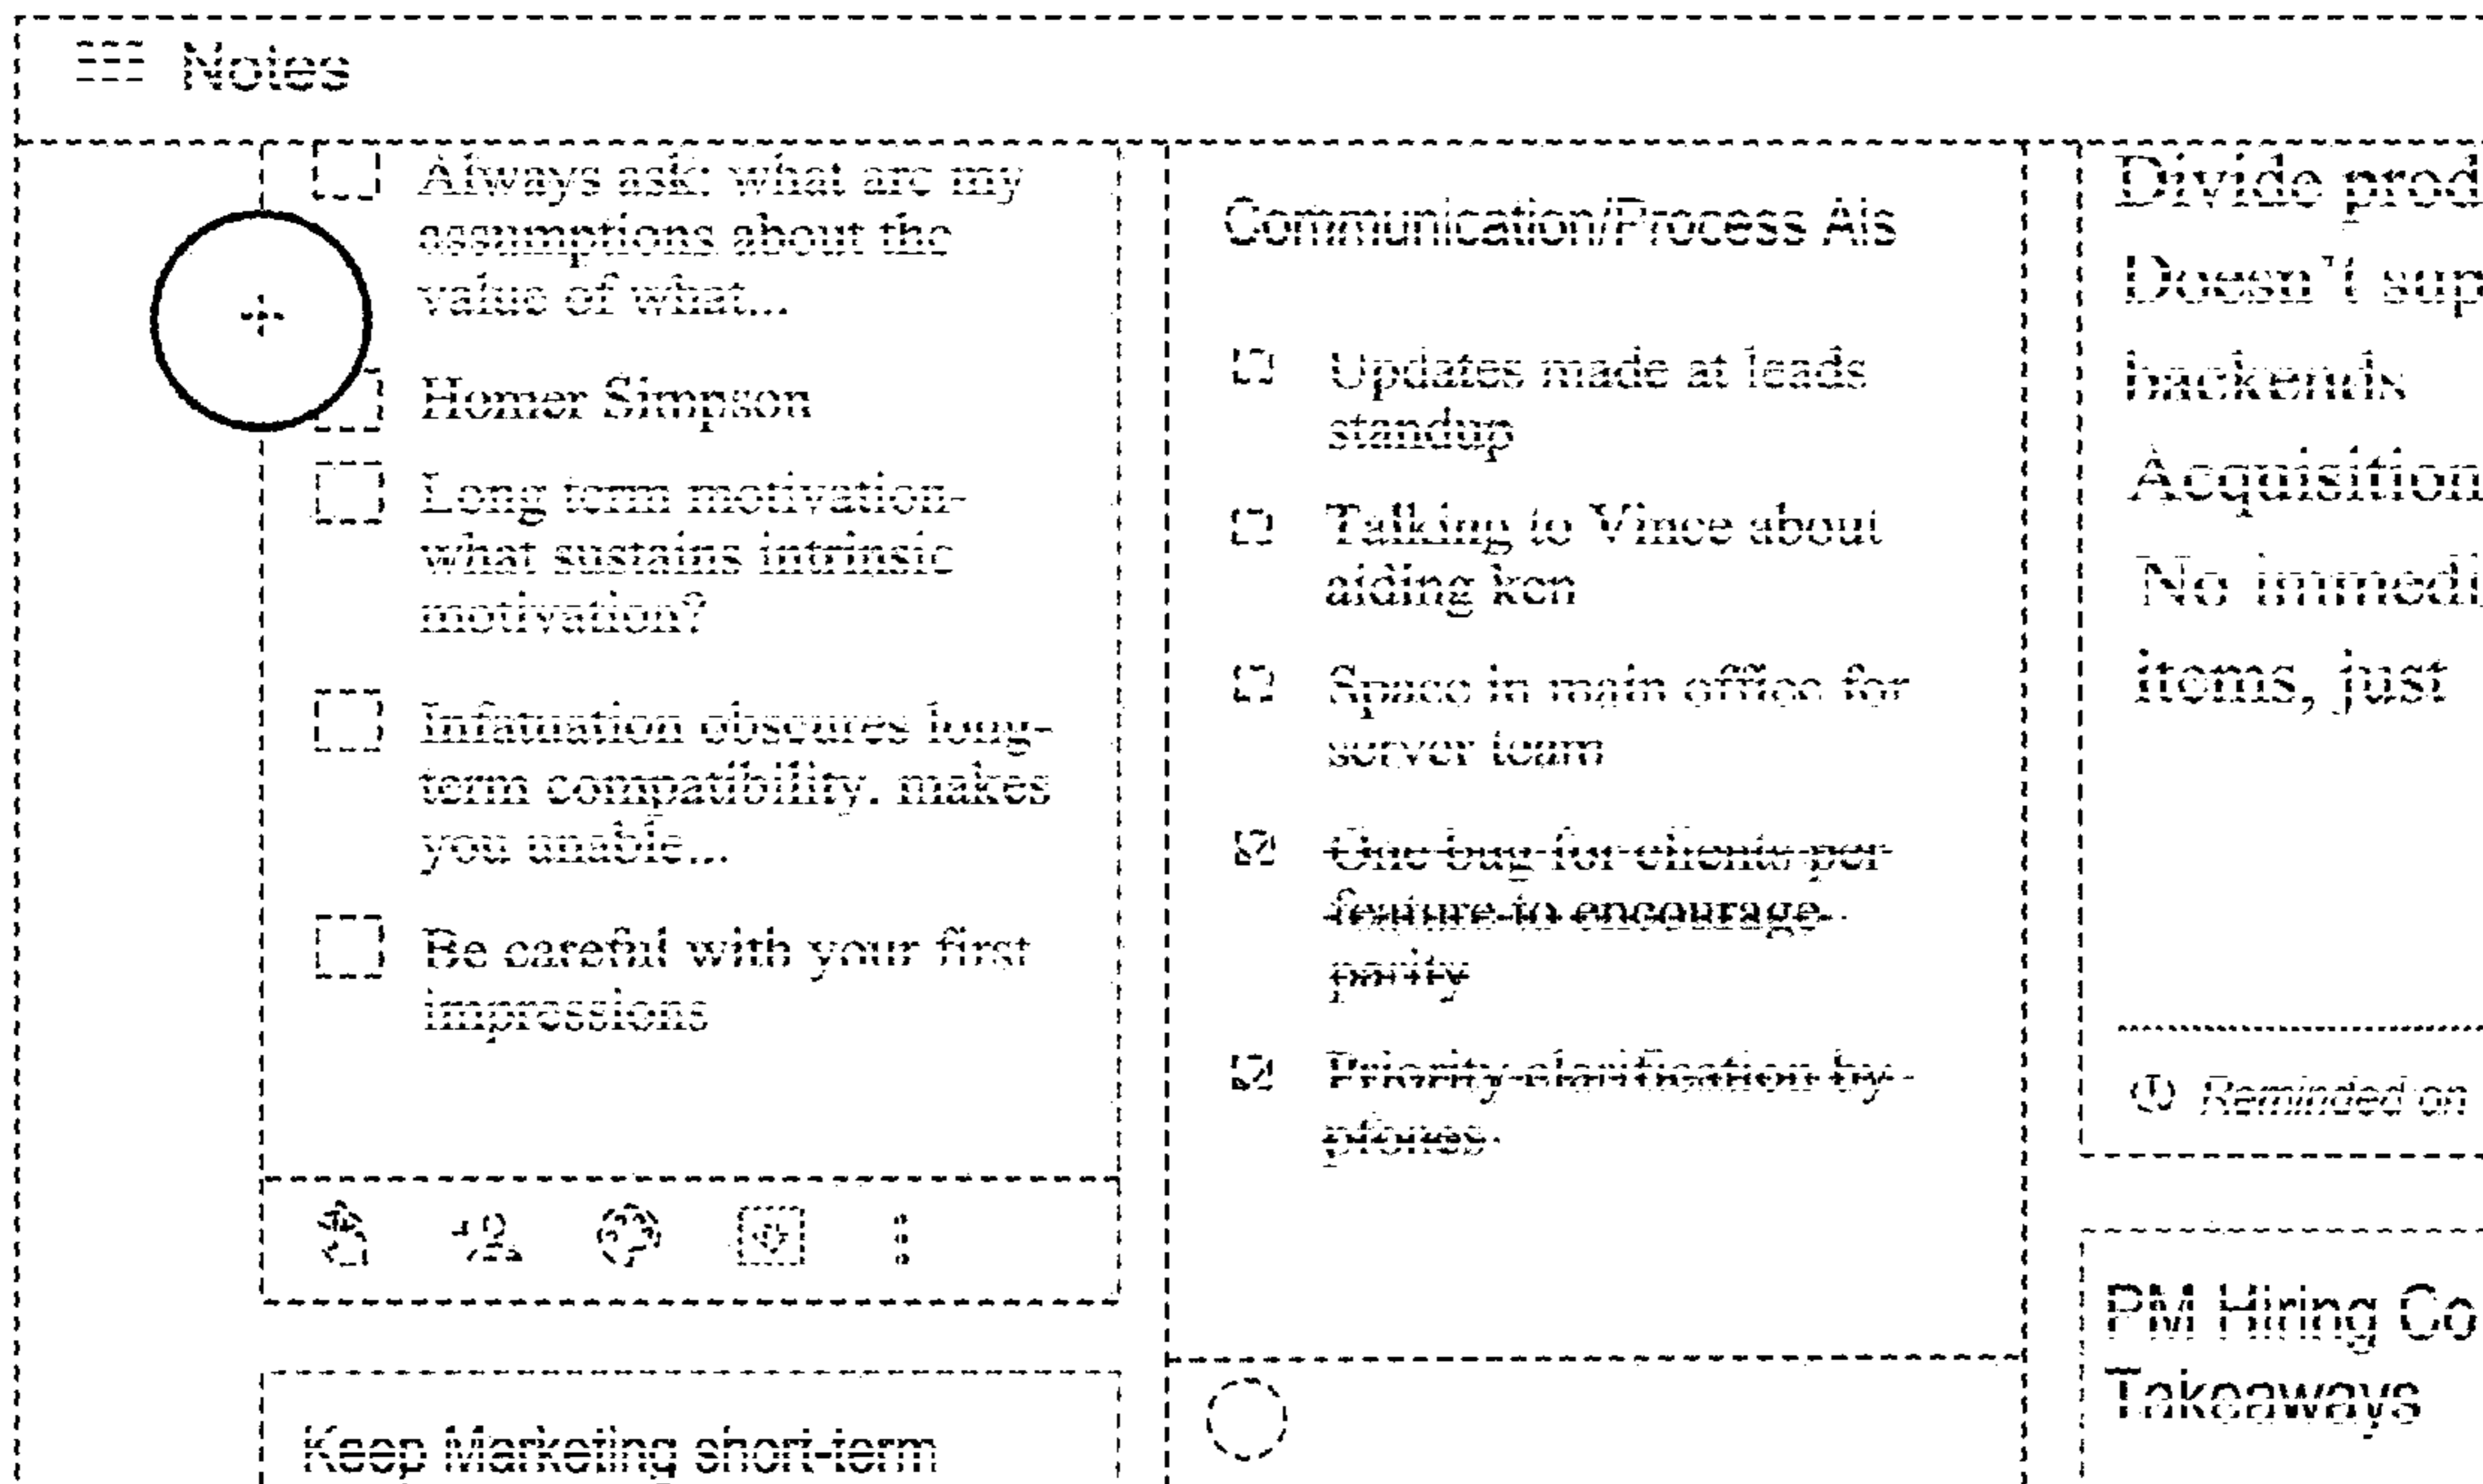 Notes
Always ask: what are my
assumptions about the
value of what...
Homer Simpson
Long term motivation-
what sustains intrinsic
motivation?
Infatuation obscures long-
term compatibility, makes
you unable...
Be careful with your first
impressions
Keep Marketing short-term
Communication/Process AIs
Updates made at leads
standup
Talking to Vince about
aiding ken
Space in main office for
server team
One bug for clients per
feature to encourage
parity
Priority clarification by
phones.
Divide prod
Doesn't sup
backends
Acquisition
No immedi
items, just
Reminded on
PM Hiring Co
Takeaways